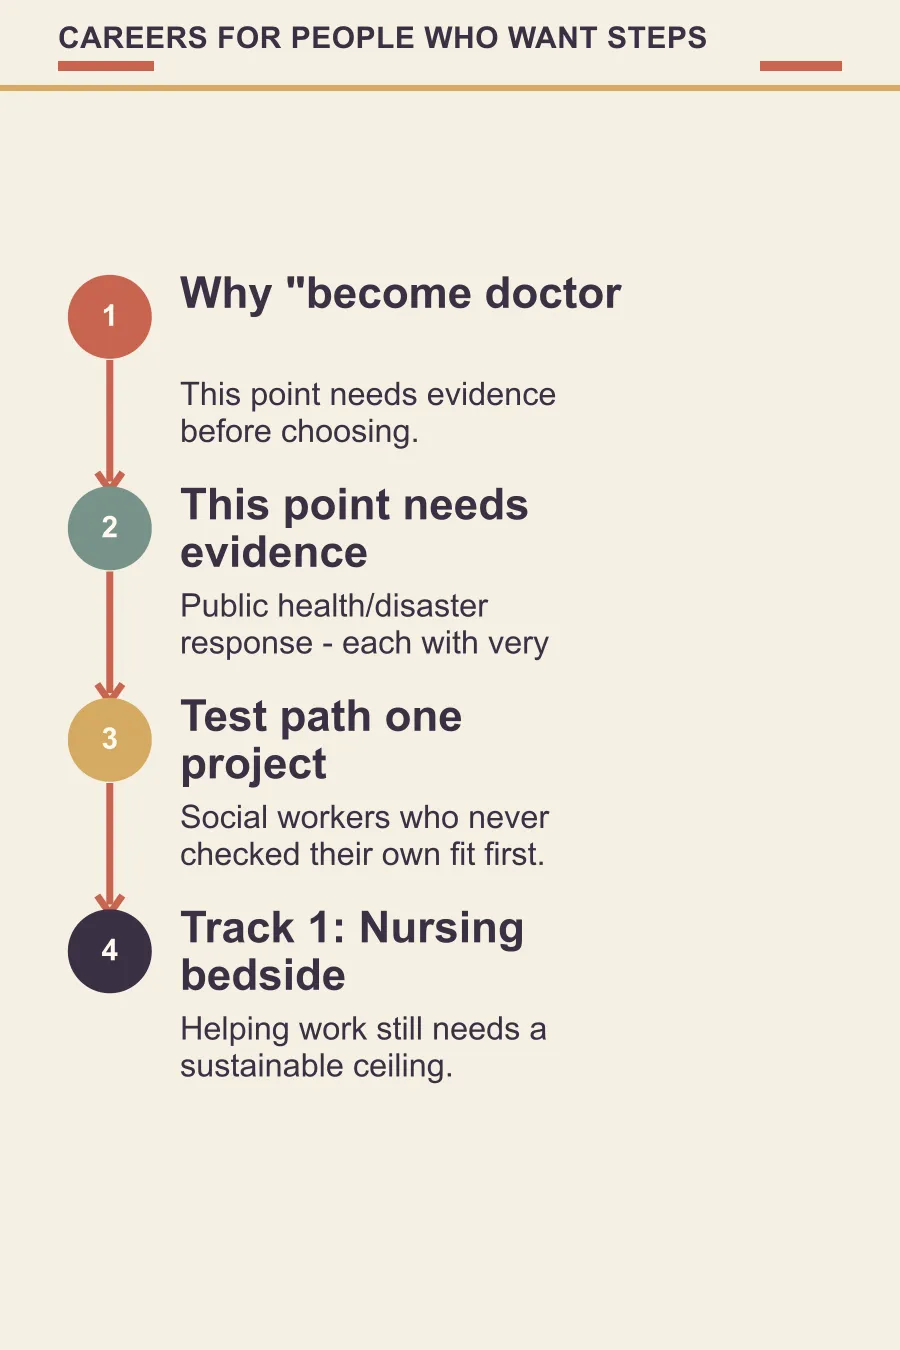 CAREERS FOR PEOPLE WHO WANT STEPS
1
Why "become doctor
This point needs evidence
before choosing.
2
This point needs
evidence
Public health/disaster
response - each with very
3
Test path one
project
Social workers who never
checked their own fit first.
4
Track 1: Nursing
bedside
Helping work still needs a
sustainable ceiling.